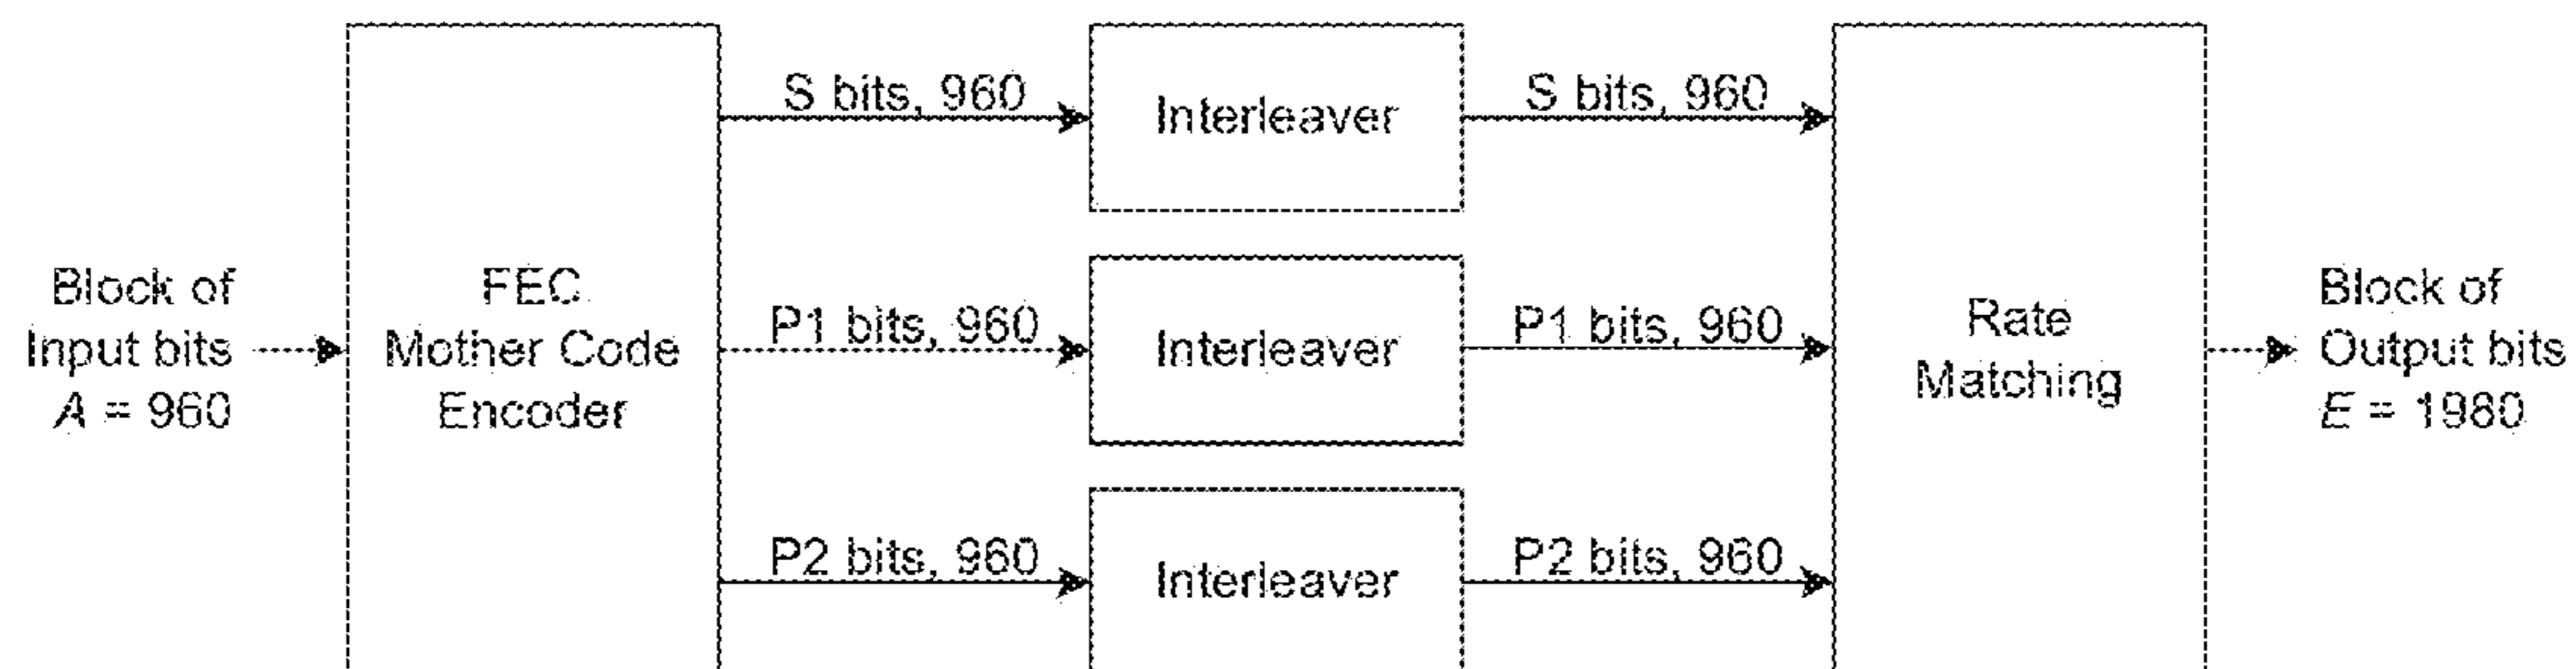 Block of
Input bits
A = 960
FEC
Mother Code
Encoder
S bits, 960
Interleaver
S bits, 960
P1 bits, 960
Interleaver
P1 bits, 960
P2 bits, 960
Interleaver
P2 bits, 960
Rate
Matching
Block of
Output bits
E = 1980